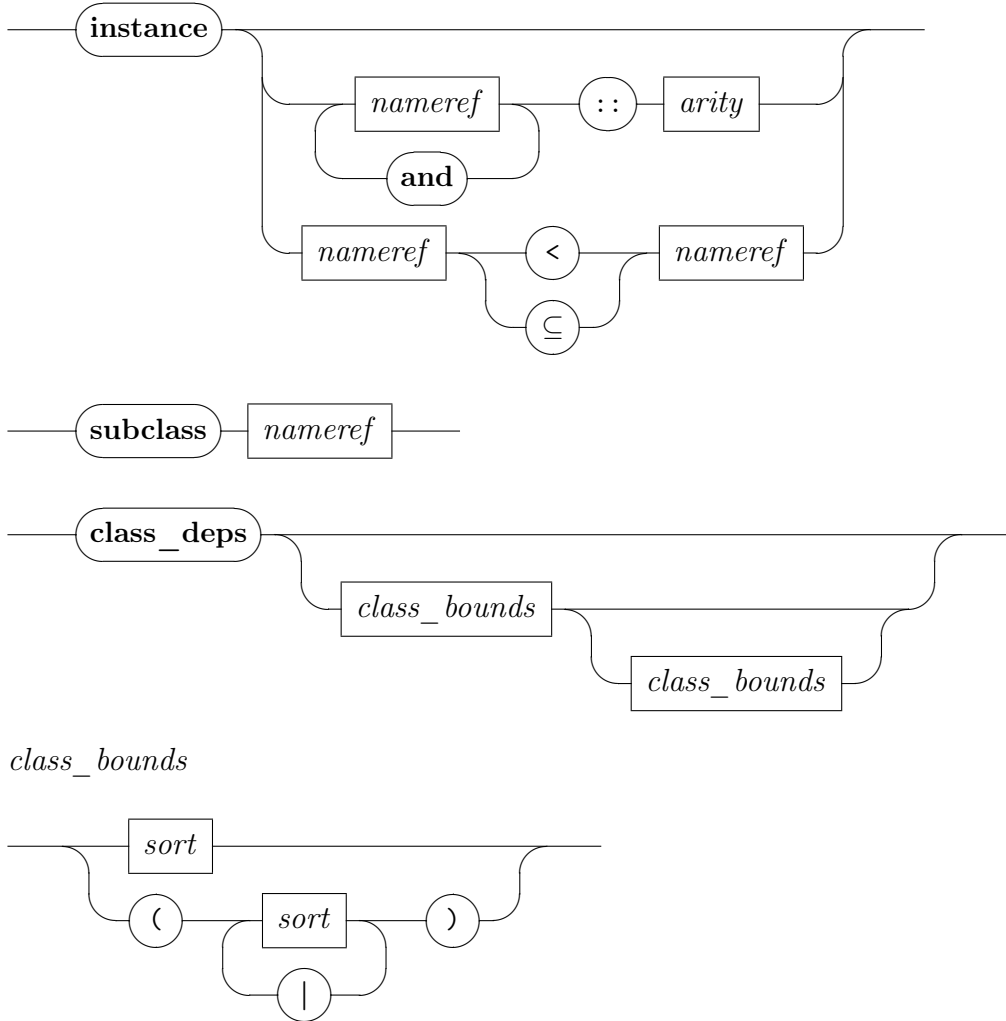 instance
nameref :: arity
and
nameref < nameref
⊆
subclass nameref
class_deps
class_bounds
class_bounds
class_bounds
sort
( sort )
|